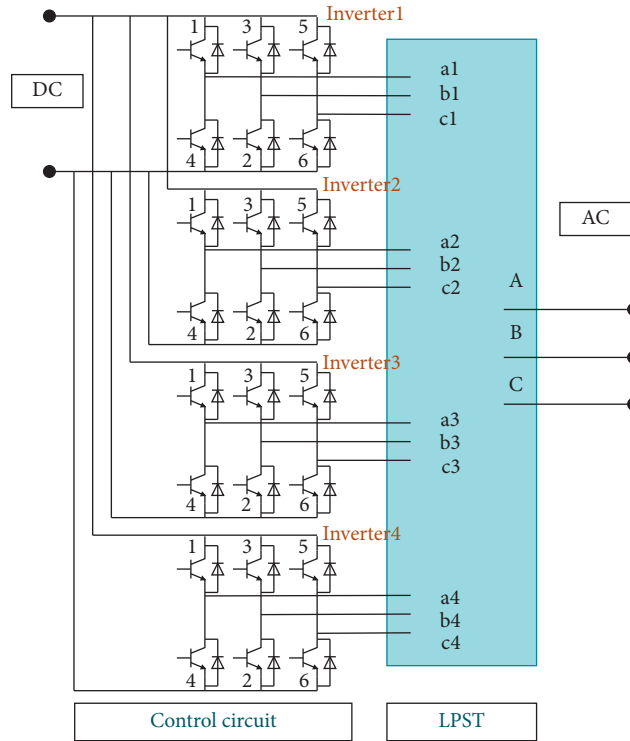 Inverter1
1 3 5
DC
a1
b1
c1
4 2 6
Inverter2
1 3 5
AC
a2
b2
c2
4 2 6
A
B
C
Inverter3
1 3 5
a3
b3
c3
4 2 6
Inverter4
1 3 5
a4
b4
c4
4 2 6
Control circuit
LPST